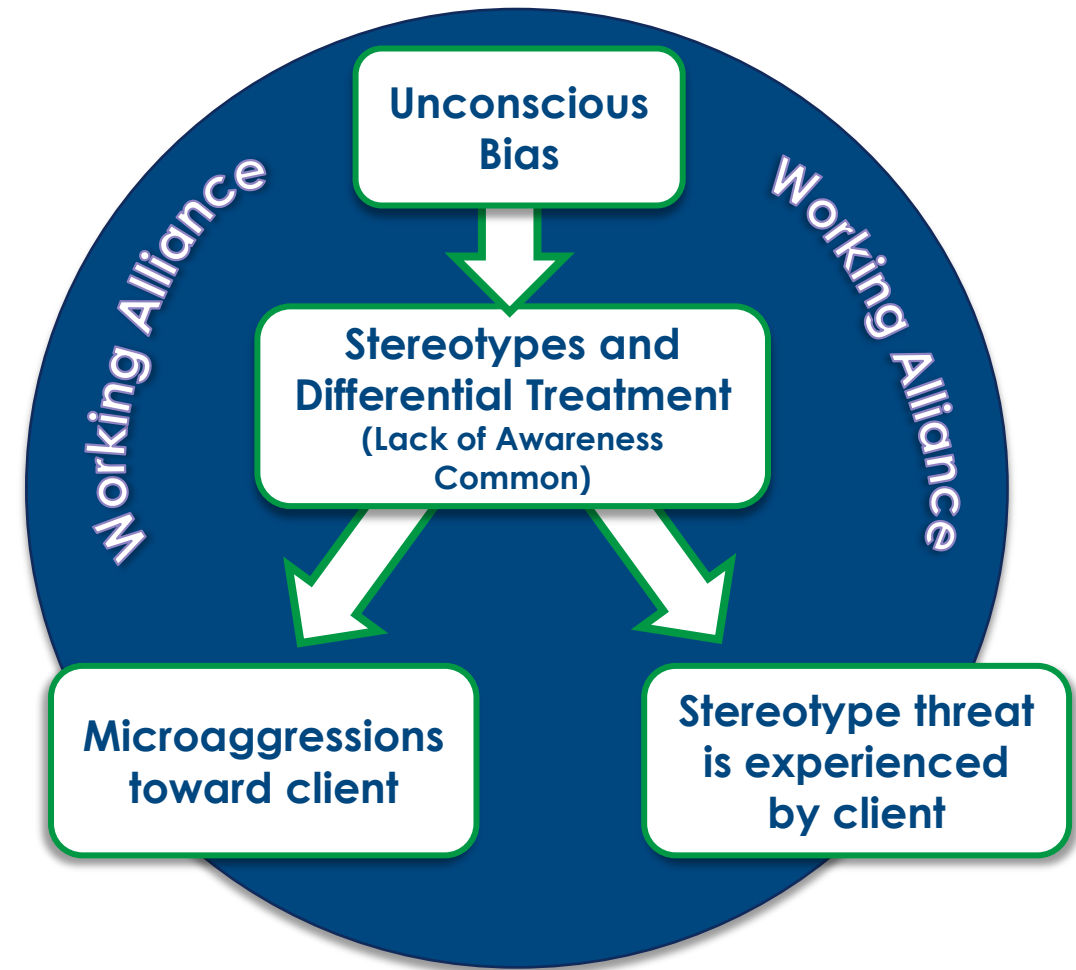 Unconscious
Bias
Working Alliance
Working Alliance
Stereotypes and
Differential Treatment
(Lack of Awareness
Common)
Microaggressions
toward client
Stereotype threat
is experienced
by client